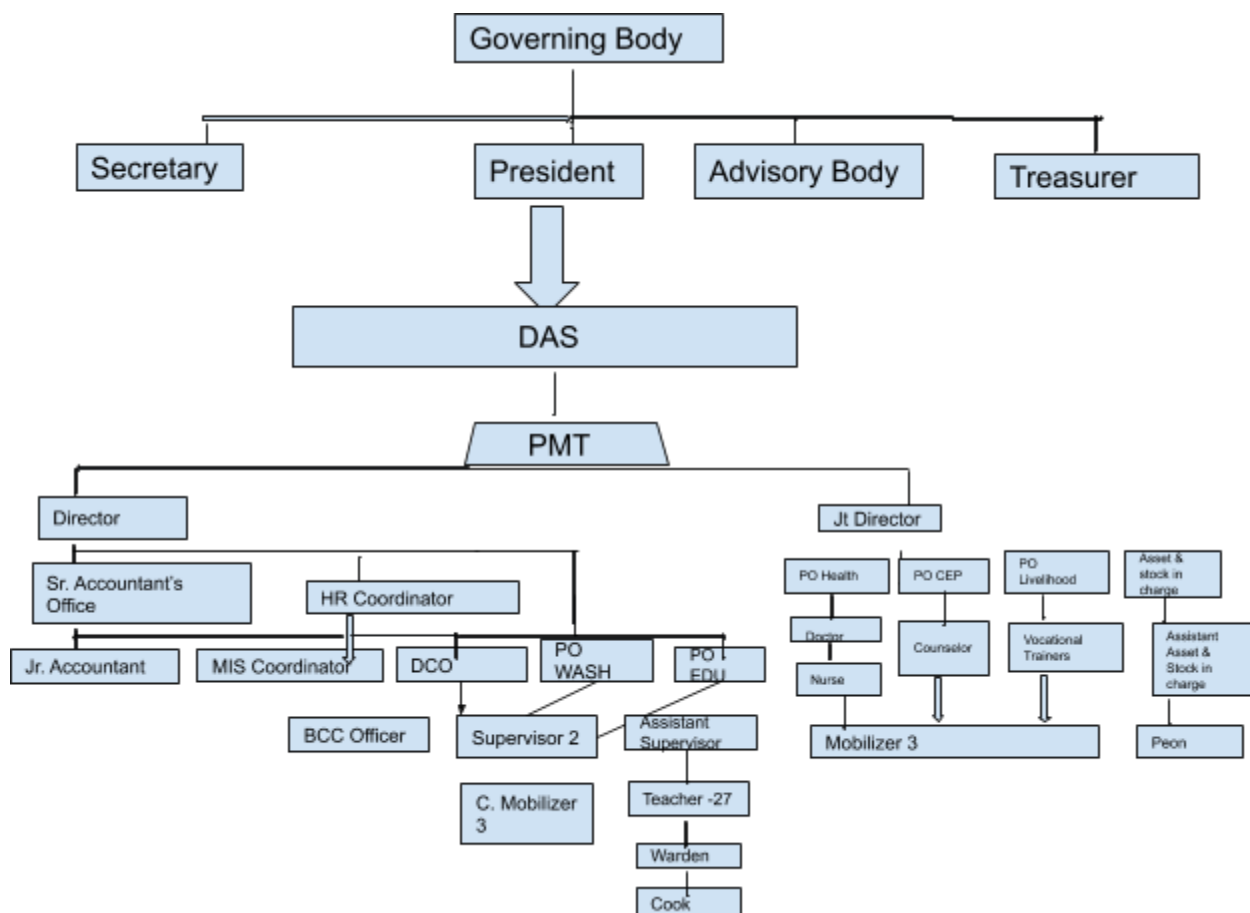 Governing Body
Secretary
President
Advisory Body
Treasurer
DAS
PMT
Director
Jt Director
Sr. Accountant's
Office
HR Coordinator
PO Health
PO CEP
PO
Livelihood
Asset &
stock in
charge
Jr. Accountant
MIS Coordinator
DCO
PO
WASH
PO
EDU
Doctor
Counselor
Vocational
Trainers
Assistant
Asset &
Stock in
charge
Nurse
BCC Officer
Supervisor 2
Assistant
Supervisor
Mobilizer 3
Peon
C. Mobilizer
3
Teacher -27
Warden
Cook